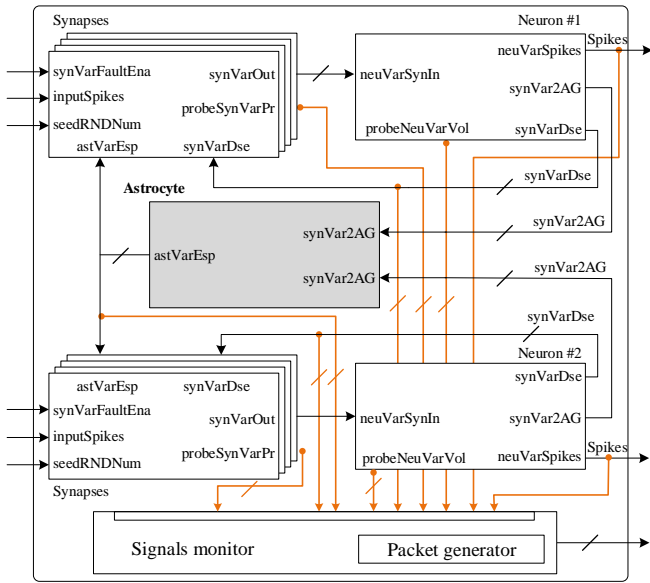 Synapses
Neuron #1
synVarFaultEna
inputSpikes
seedRNDNum
synVarOut
probeSynVarPr
astVarEsp
synVarDse
neuVarSynIn
probeNeuVarVol
neuVarSpikes
synVar2AG
synVarDse
Spikes
synVarDse
Astrocyte
astVarEsp
synVar2AG
synVar2AG
synVar2AG
synVar2AG
synVarDse
Neuron #2
astVarEsp
synVarDse
synVarFaultEna
inputSpikes
seedRNDNum
synVarOut
probeSynVarPr
Synapses
neuVarSynIn
probeNeuVarVol
synVarDse
synVar2AG
neuVarSpikes
Spikes
Signals monitor
Packet generator